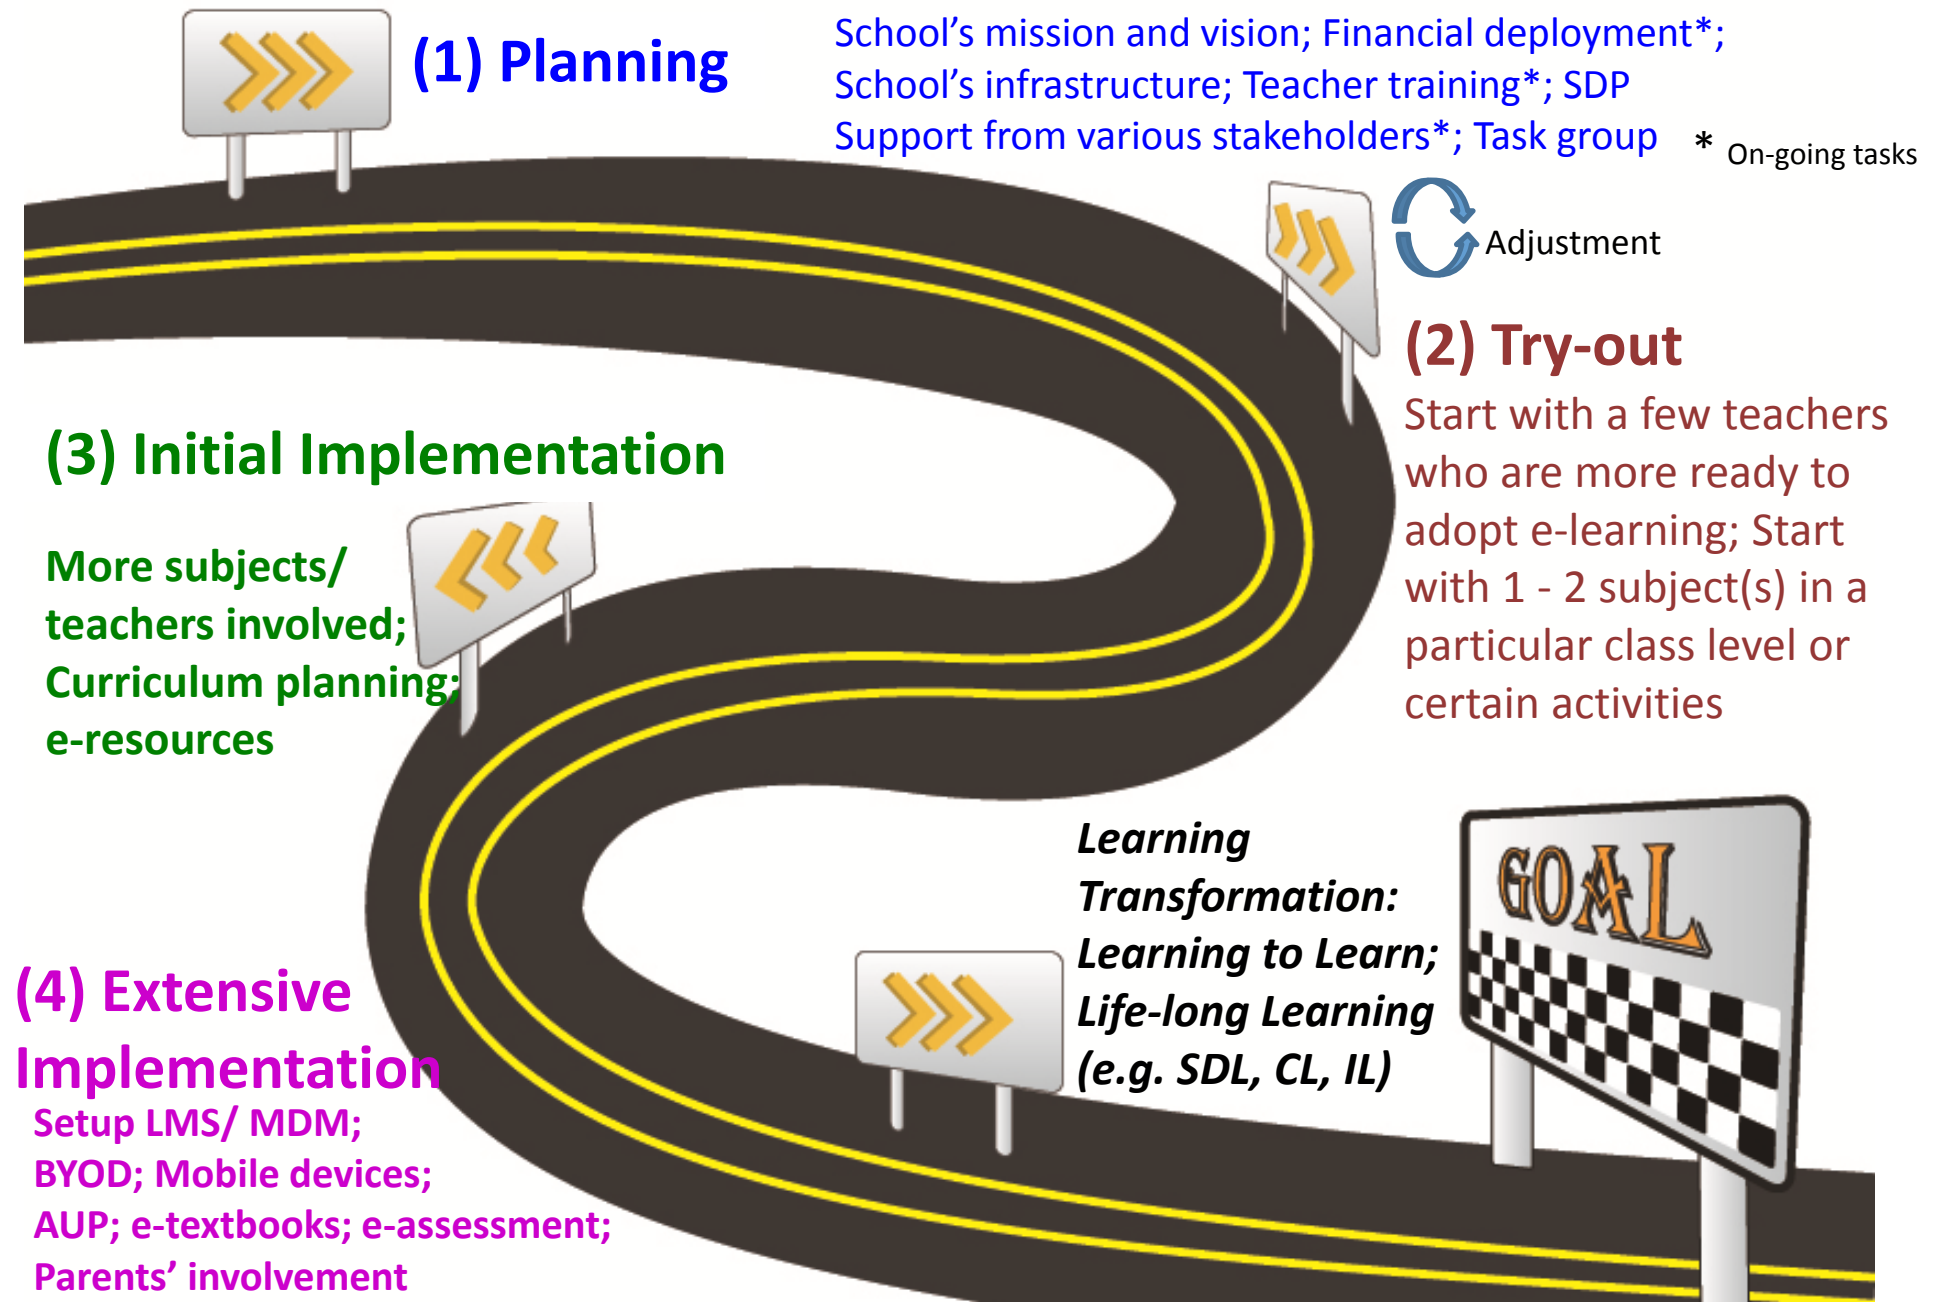 (1) Planning
School's mission and vision; Financial deployment*;
School's infrastructure; Teacher training*; SDP
Support from various stakeholders*; Task group
* On-going tasks
Adjustment
(2) Try-out
Start with a few teachers
who are more ready to
adopt e-learning; Start
with 1 - 2 subject(s) in a
particular class level or
certain activities
(3) Initial Implementation
More subjects/
teachers involved;
Curriculum planning;
e-resources
(4) Extensive
Implementation
Setup LMS/ MDM;
BYOD; Mobile devices;
AUP; e-textbooks; e-assessment;
Parents' involvement
Learning
Transformation:
Learning to Learn;
Life-long Learning
(e.g. SDL, CL, IL)
GOAL